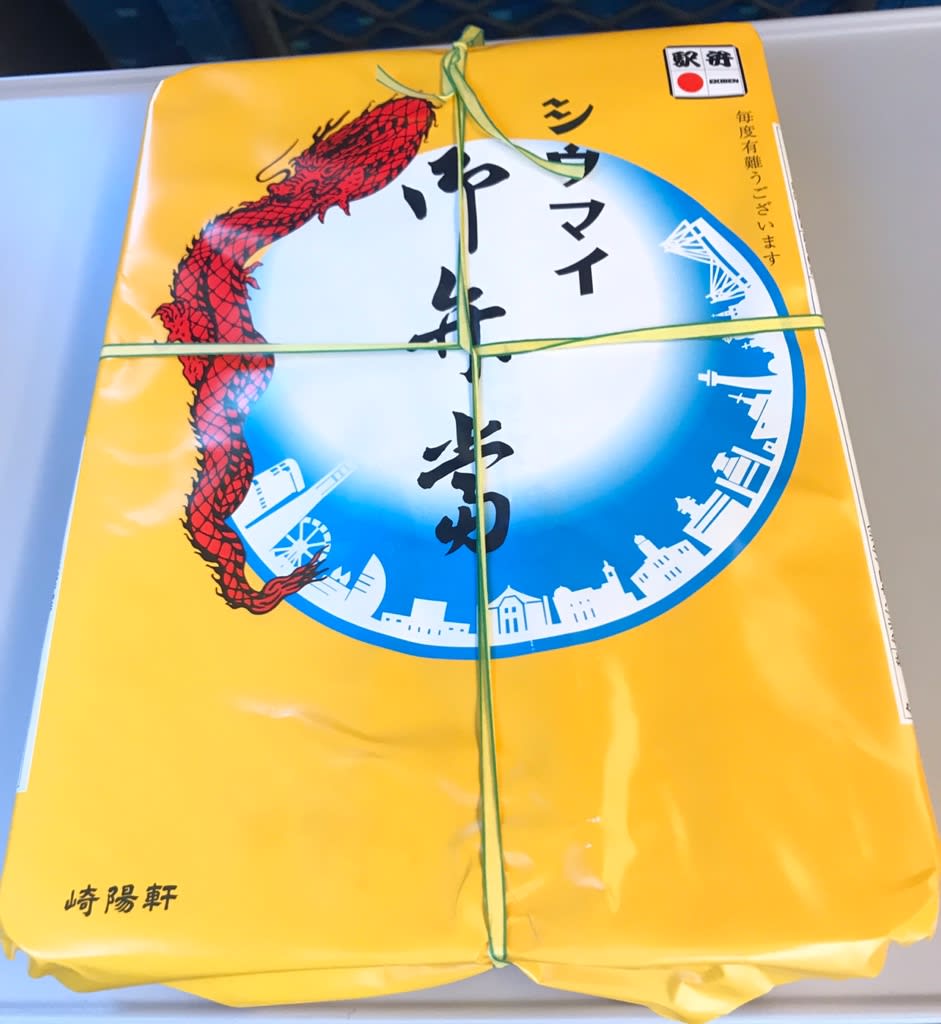 シウマイ
御弁当
駅弁
EKIBEN
毎度有難うございます
崎陽軒